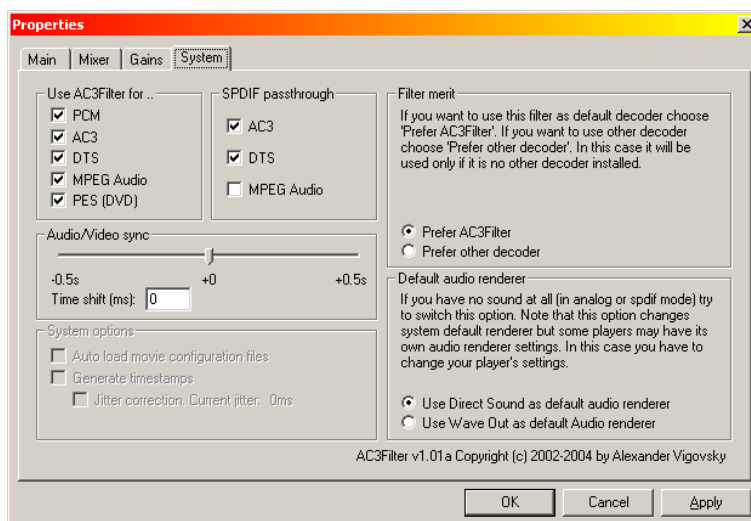 Properties
Main Mixer Gains System
Use AC3Filter for ..
PCM
AC3
DTS
MPEG Audio
PES (DVD)
SPDIF passthrough
AC3
DTS
MPEG Audio
Audio/Video sync
-0.5s +0 +0.5s
Time shift (ms): 0
System options
Auto load movie configuration files
Generate timestamps
Jitter correction. Current jitter: 0ms
Filter merit
If you want to use this filter as default decoder choose
'Prefer AC3Filter'. If you want to use other decoder
choose 'Prefer other decoder'. In this case it will be
used only if it is no other decoder installed.
Prefer AC3Filter
Prefer other decoder
Default audio renderer
If you have no sound at all (in analog or spdif mode) try
to switch this option. Note that this option changes
system default renderer but some players may have its
own audio renderer settings. In this case you have to
change your player's settings.
Use Direct Sound as default audio renderer
Use Wave Out as default Audio renderer
AC3Filter v1.01a Copyright (c) 2002-2004 by Alexander Vigovsky
OK Cancel Apply